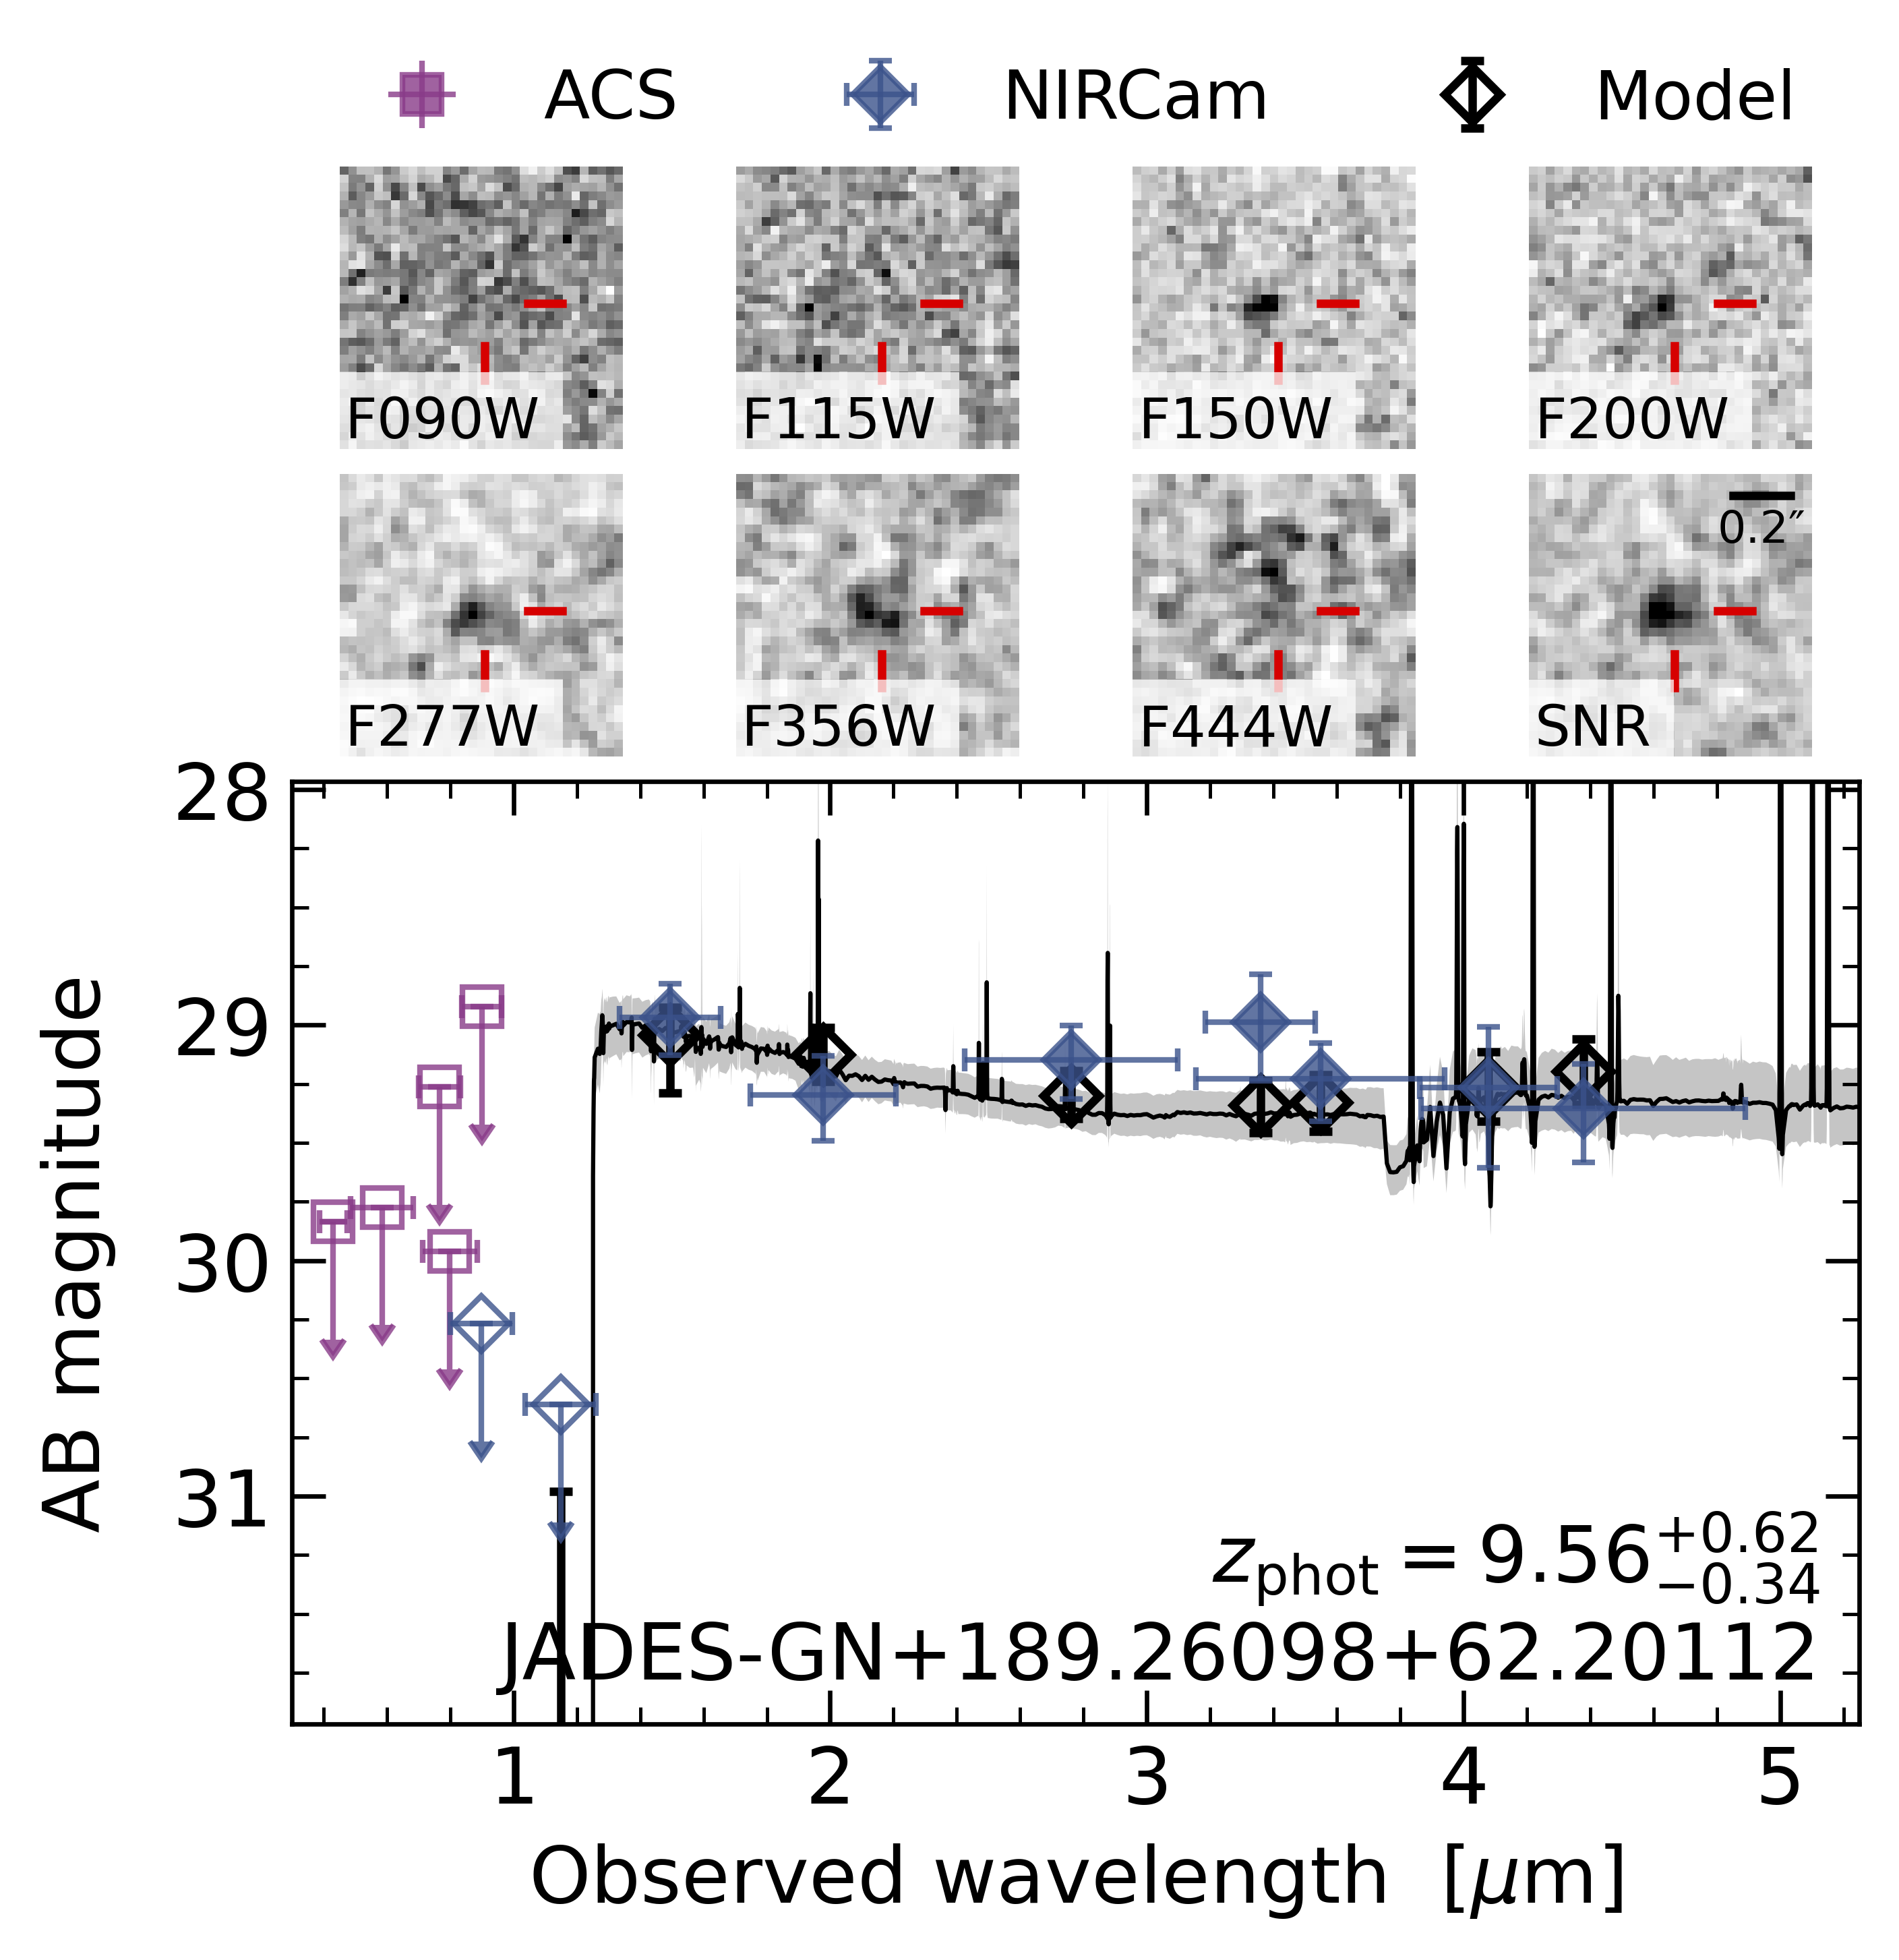 ACS NIRCam Model
F090W F115W F150W F200W
0.2″
F277W F356W F444W SNR
28
29
30
31
AB magnitude
z_phot = 9.56 +0.62 −0.34
JADES-GN+189.26098+62.20112
1 2 3 4 5
Observed wavelength [μm]